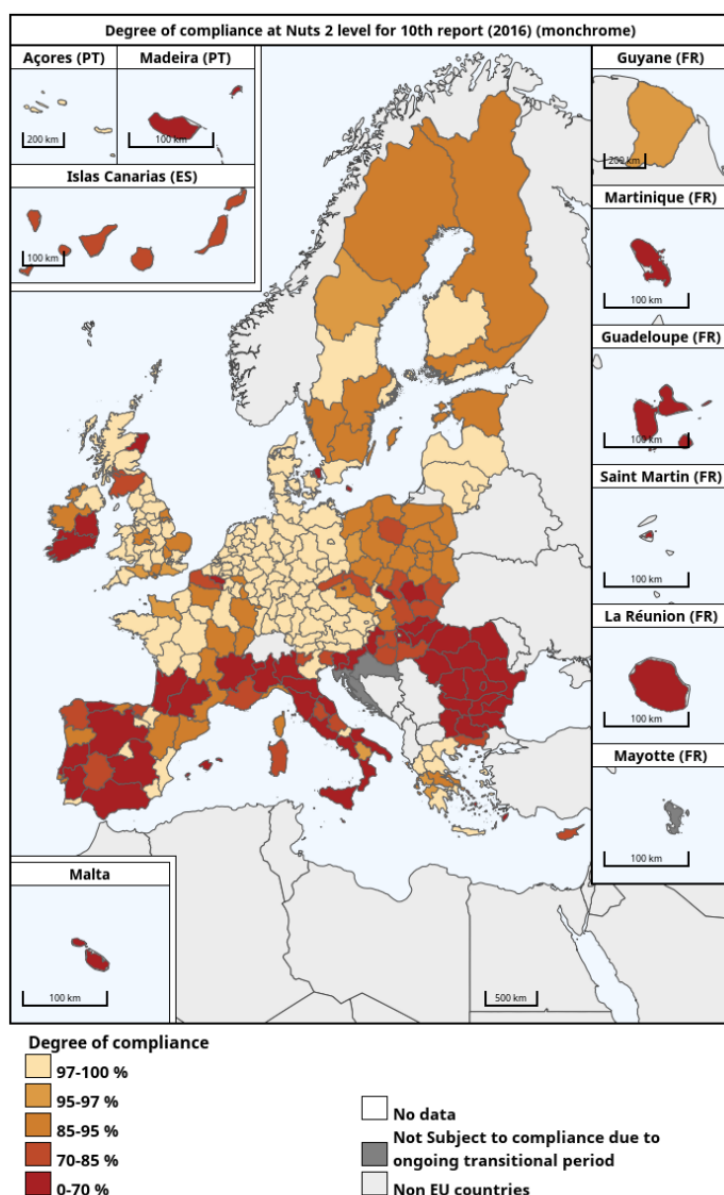 Degree of compliance at Nuts 2 level for 10th report (2016) (monchrome)
Açores (PT)
Madeira (PT)
Guyane (FR)
200 km
100 km
200 km
Islas Canarias (ES)
100 km
Martinique (FR)
100 km
Guadeloupe (FR)
100 km
Saint Martin (FR)
100 km
La Réunion (FR)
100 km
Mayotte (FR)
100 km
Malta
100 km
500 km
Degree of compliance
97-100 %
95-97 %
85-95 %
70-85 %
0-70 %
No data
Not Subject to compliance due to
ongoing transitional period
Non EU countries